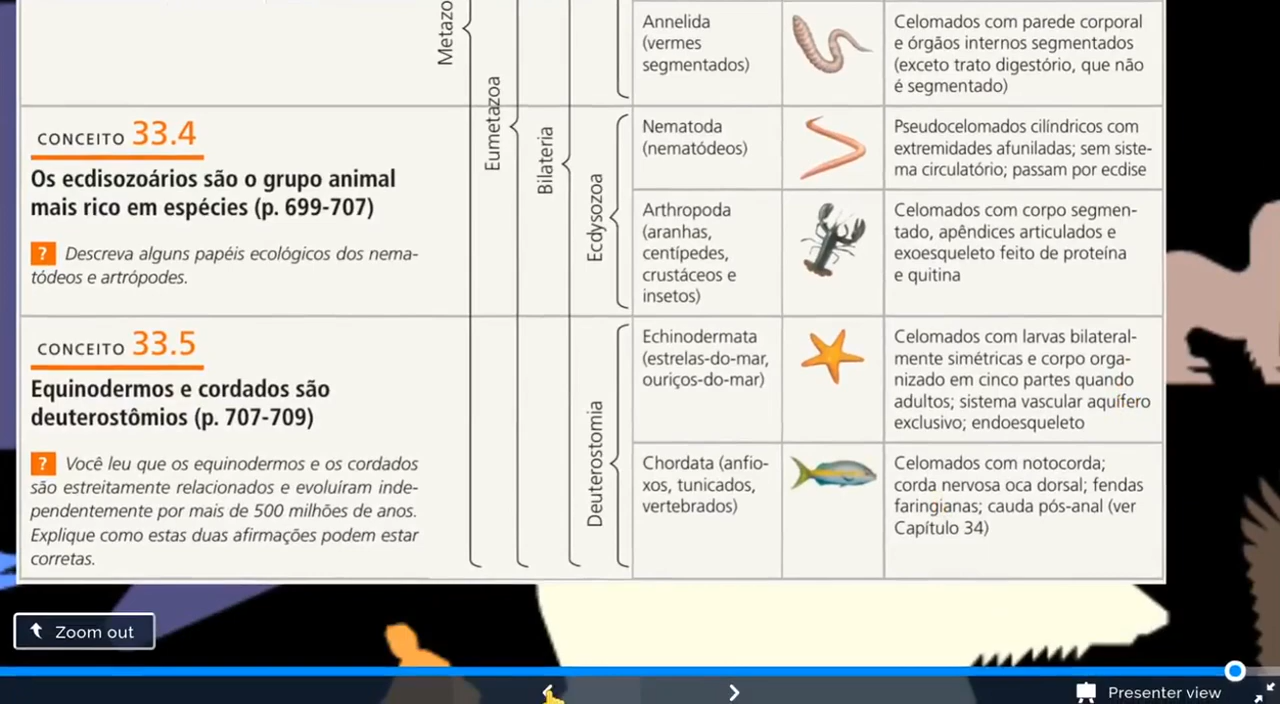 Metazo
Eumetazoa
Bilateria
Annelida
(vermes
segmentados)
Celomados com parede corporal
e órgãos internos segmentados
(exceto trato digestório, que não
é segmentado)
CONCEITO 33.4
Os ecdisozoários são o grupo animal
mais rico em espécies (p. 699-707)
? Descreva alguns papéis ecológicos dos nema-
tódeos e artrópodes.
Ecdysozoa
Nematoda
(nematódeos)
Pseudocelomados cilíndricos com
extremidades afuniladas; sem siste-
ma circulatório; passam por ecdise
Arthropoda
(aranhas,
centípedes,
crustáceos e
insetos)
Celomados com corpo segmen-
tado, apêndices articulados e
exoesqueleto feito de proteína
e quitina
CONCEITO 33.5
Equinodermos e cordados são
deuterostômios (p. 707-709)
? Você leu que os equinodermos e os cordados
são estreitamente relacionados e evoluíram inde-
pendentemente por mais de 500 milhões de anos.
Explique como estas duas afirmações podem estar
corretas.
Deuterostomia
Echinodermata
(estrelas-do-mar,
ouriços-do-mar)
Celomados com larvas bilateral-
mente simétricas e corpo orga-
nizado em cinco partes quando
adultos; sistema vascular aquífero
exclusivo; endoesqueleto
Chordata (anfio-
xos, tunicados,
vertebrados)
Celomados com notocorda;
corda nervosa oca dorsal; fendas
faringianas; cauda pós-anal (ver
Capítulo 34)
Zoom out
Presenter view